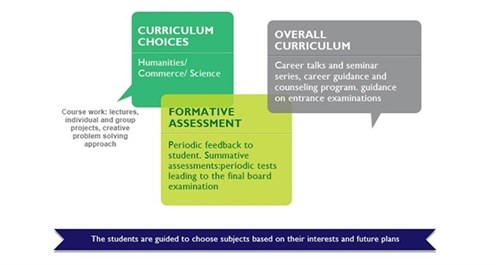 CURRICULUM
CHOICES
Humanities/
Commerce/ Science
OVERALL
CURRICULUM
Career talks and seminar
series, career guidance and
counseling program. guidance
on entrance examinations
Course work: lectures,
individual and group
projects, creative
problem solving
approach
FORMATIVE
ASSESSMENT
Periodic feedback to
student. Summative
assessments:periodic tests
leading to the final board
examination
The students are guided to choose subjects based on their interests and future plans